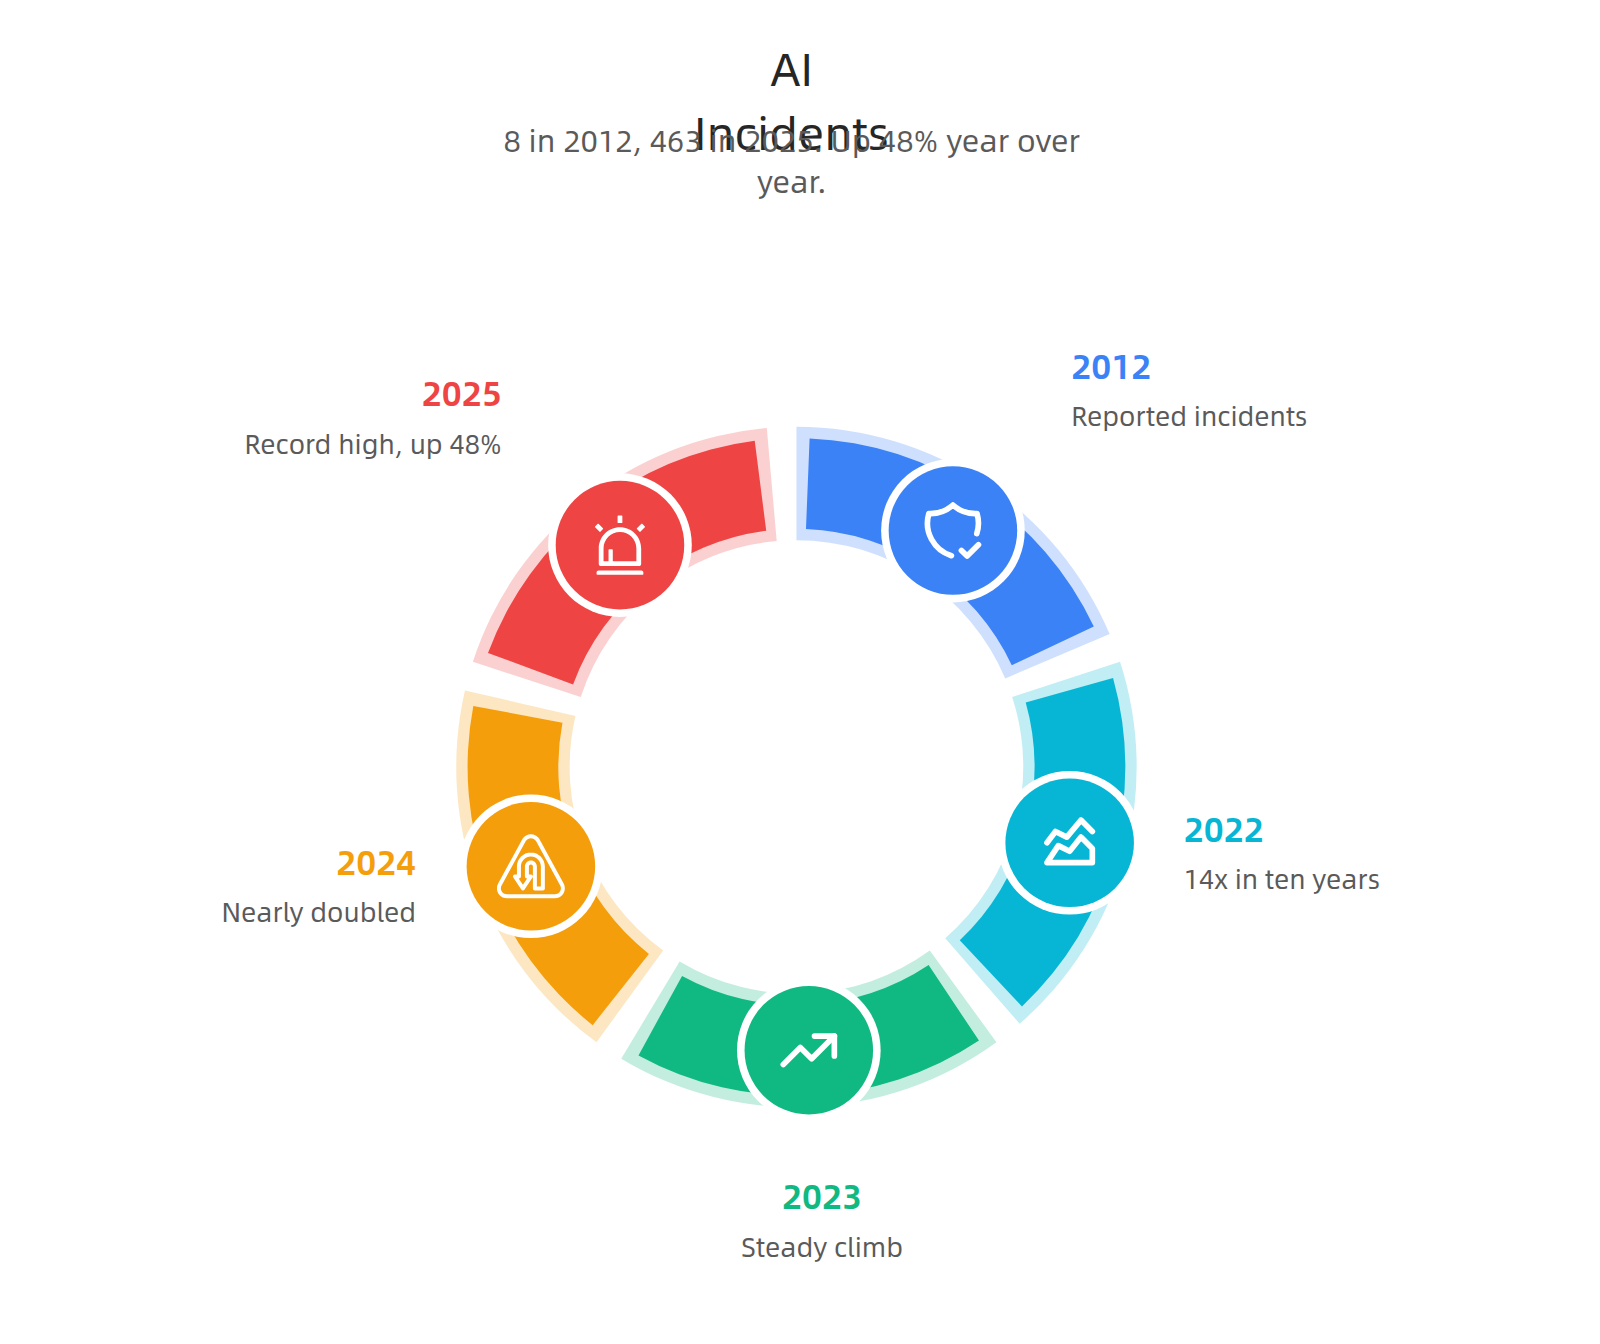 AI
Incidents
8 in 2012, 463 in 2025. Up 48% year over
year.
2025
Record high, up 48%
2012
Reported incidents
2024
Nearly doubled
2022
14x in ten years
2023
Steady climb